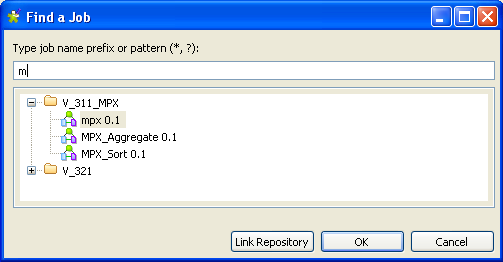 Find a Job
Type job name prefix or pattern (*, ?):
m
V_311_MPX
mpx 0.1
MPX_Aggregate 0.1
MPX_Sort 0.1
V_321
Link Repository OK Cancel